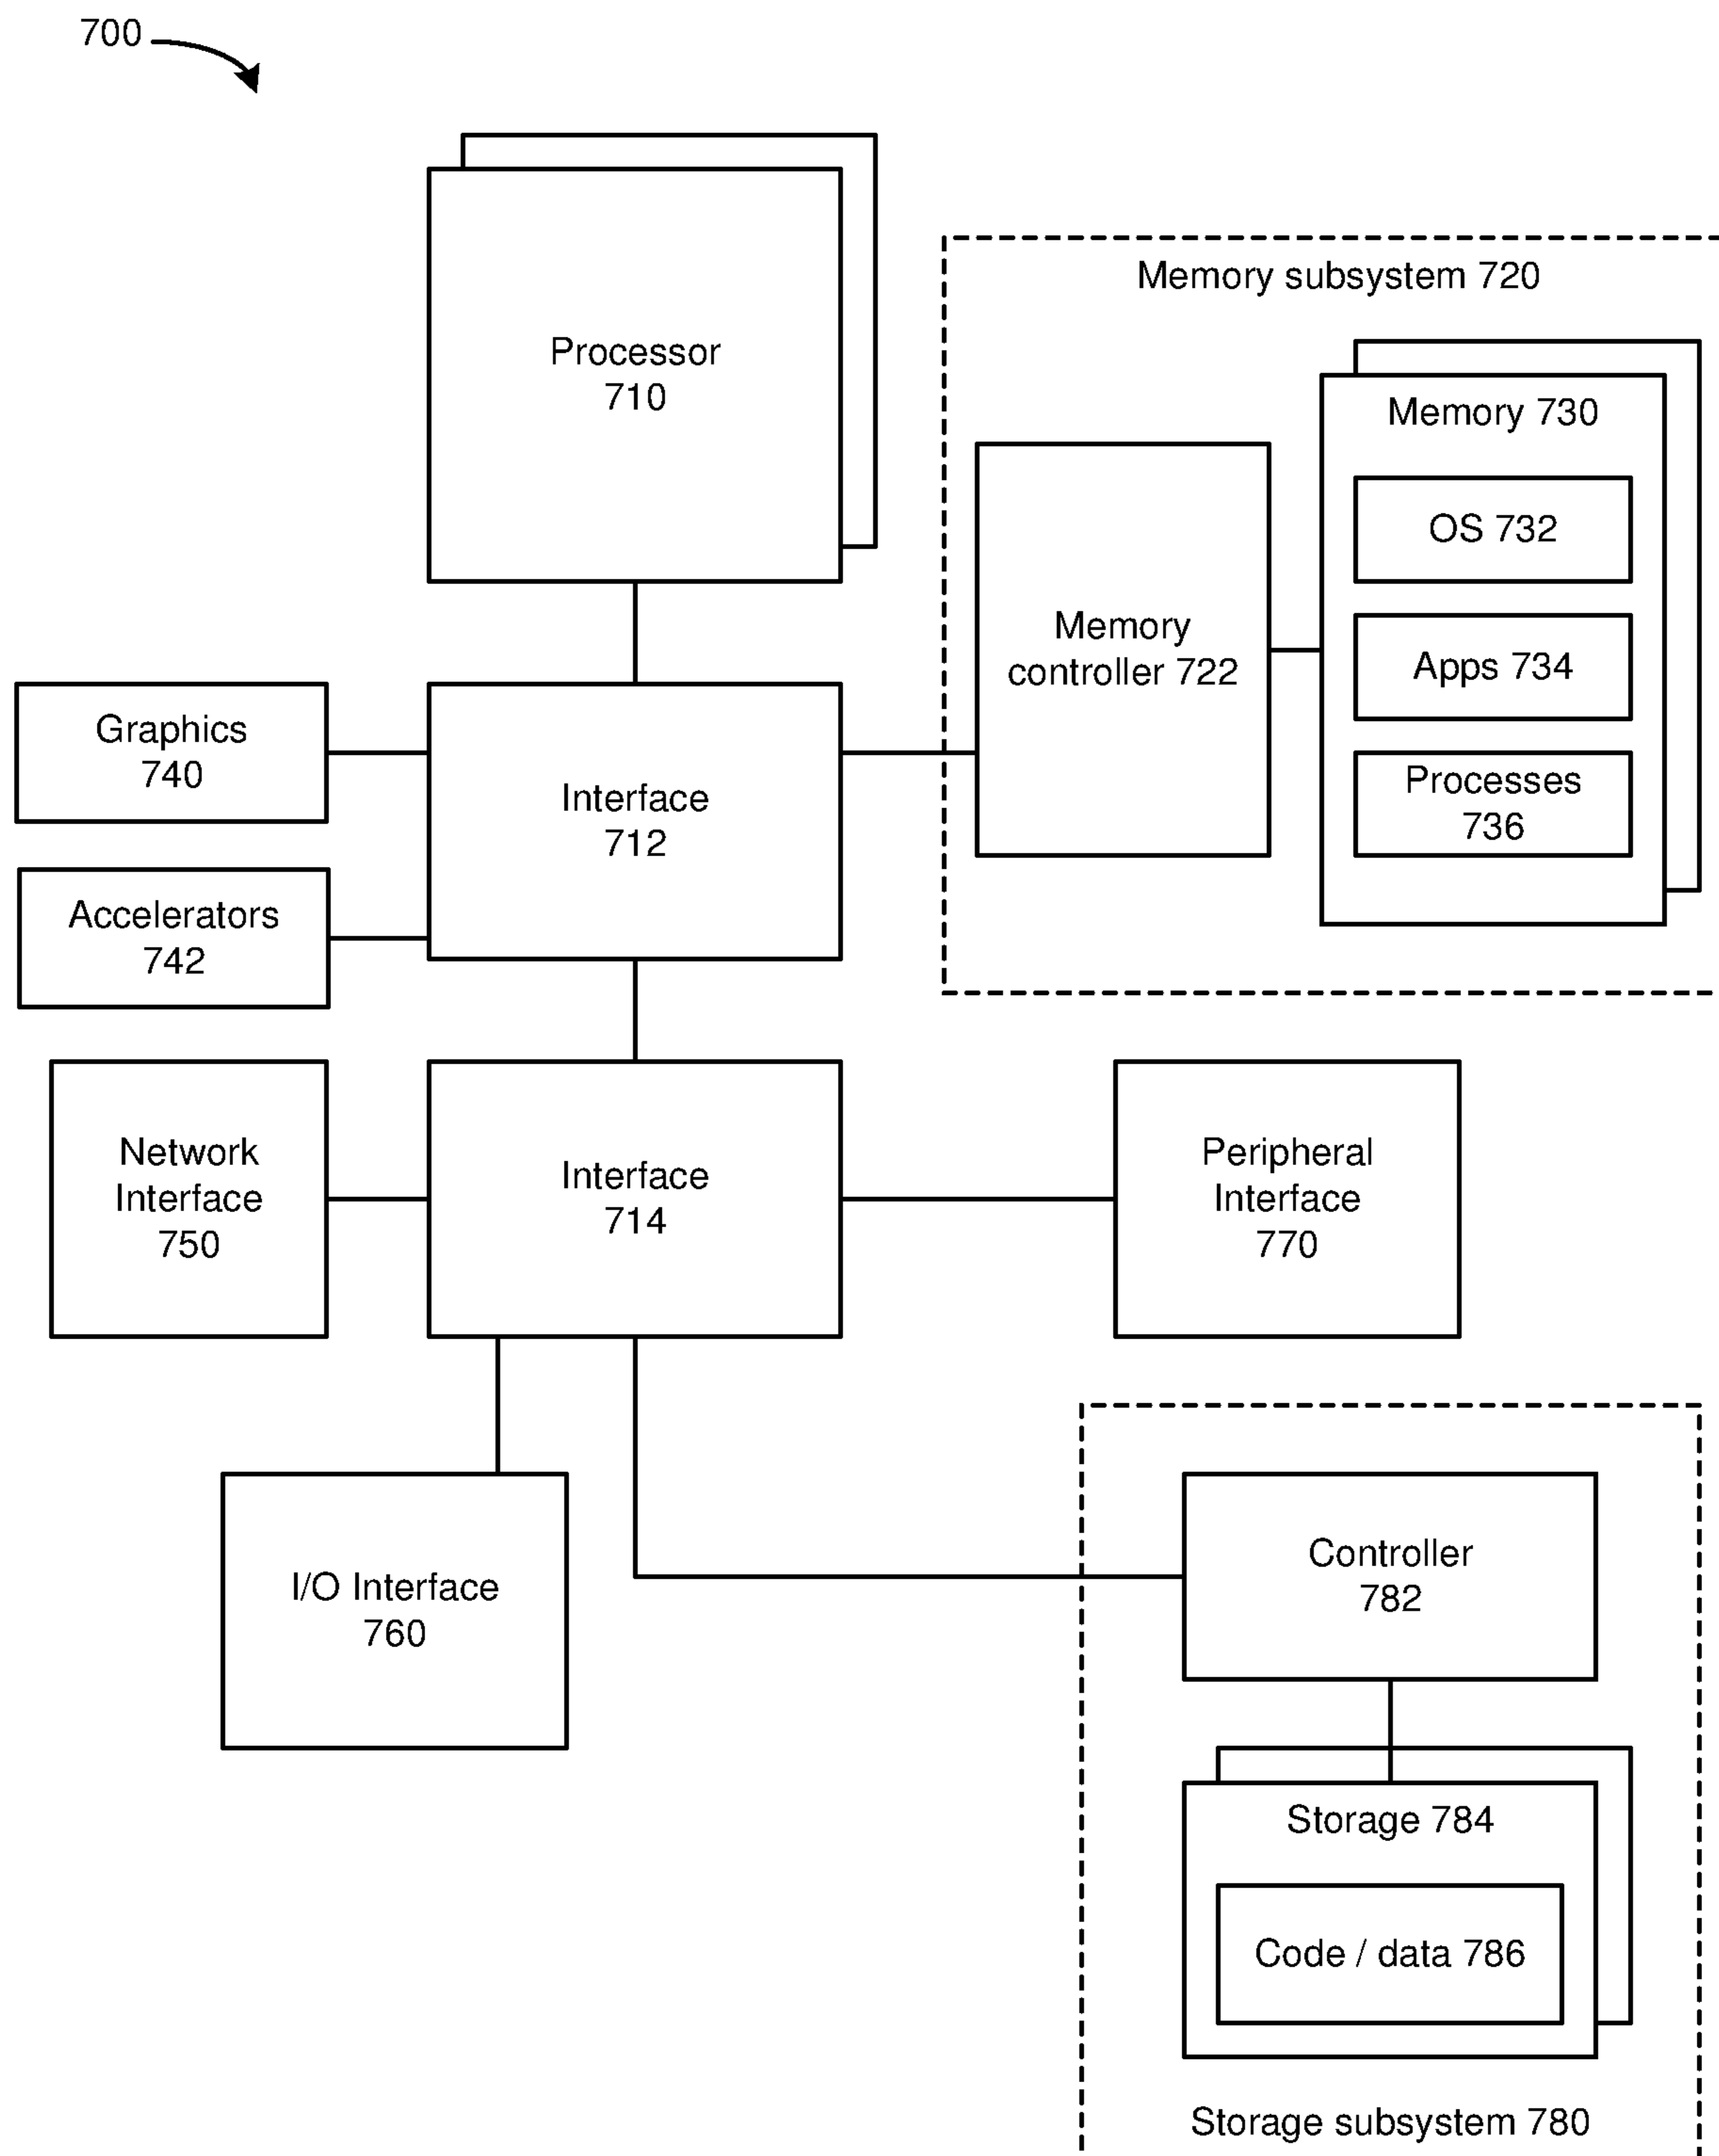 700
Processor
710
Memory subsystem 720
Memory 730
OS 732
Memory
controller 722
Apps 734
Processes
736
Graphics
740
Interface
712
Accelerators
742
Network
Interface
750
Interface
714
Peripheral
Interface
770
I/O Interface
760
Controller
782
Storage 784
Code / data 786
Storage subsystem 780